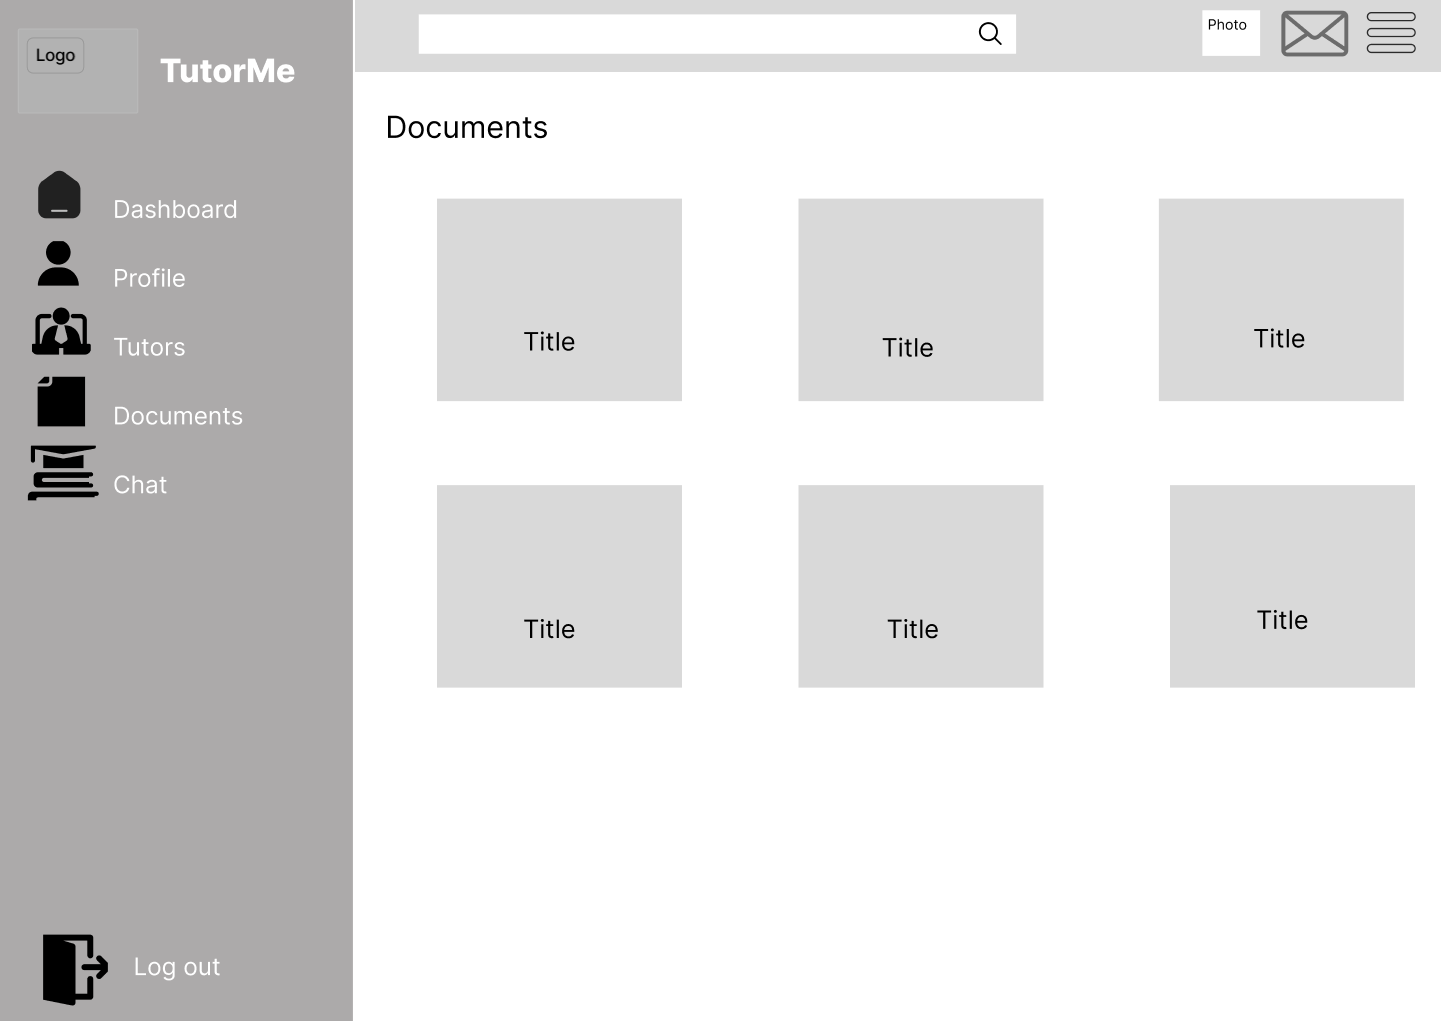 Logo
TutorMe
Photo
Dashboard
Profile
Tutors
Documents
Chat
Log out
Documents
Title
Title
Title
Title
Title
Title